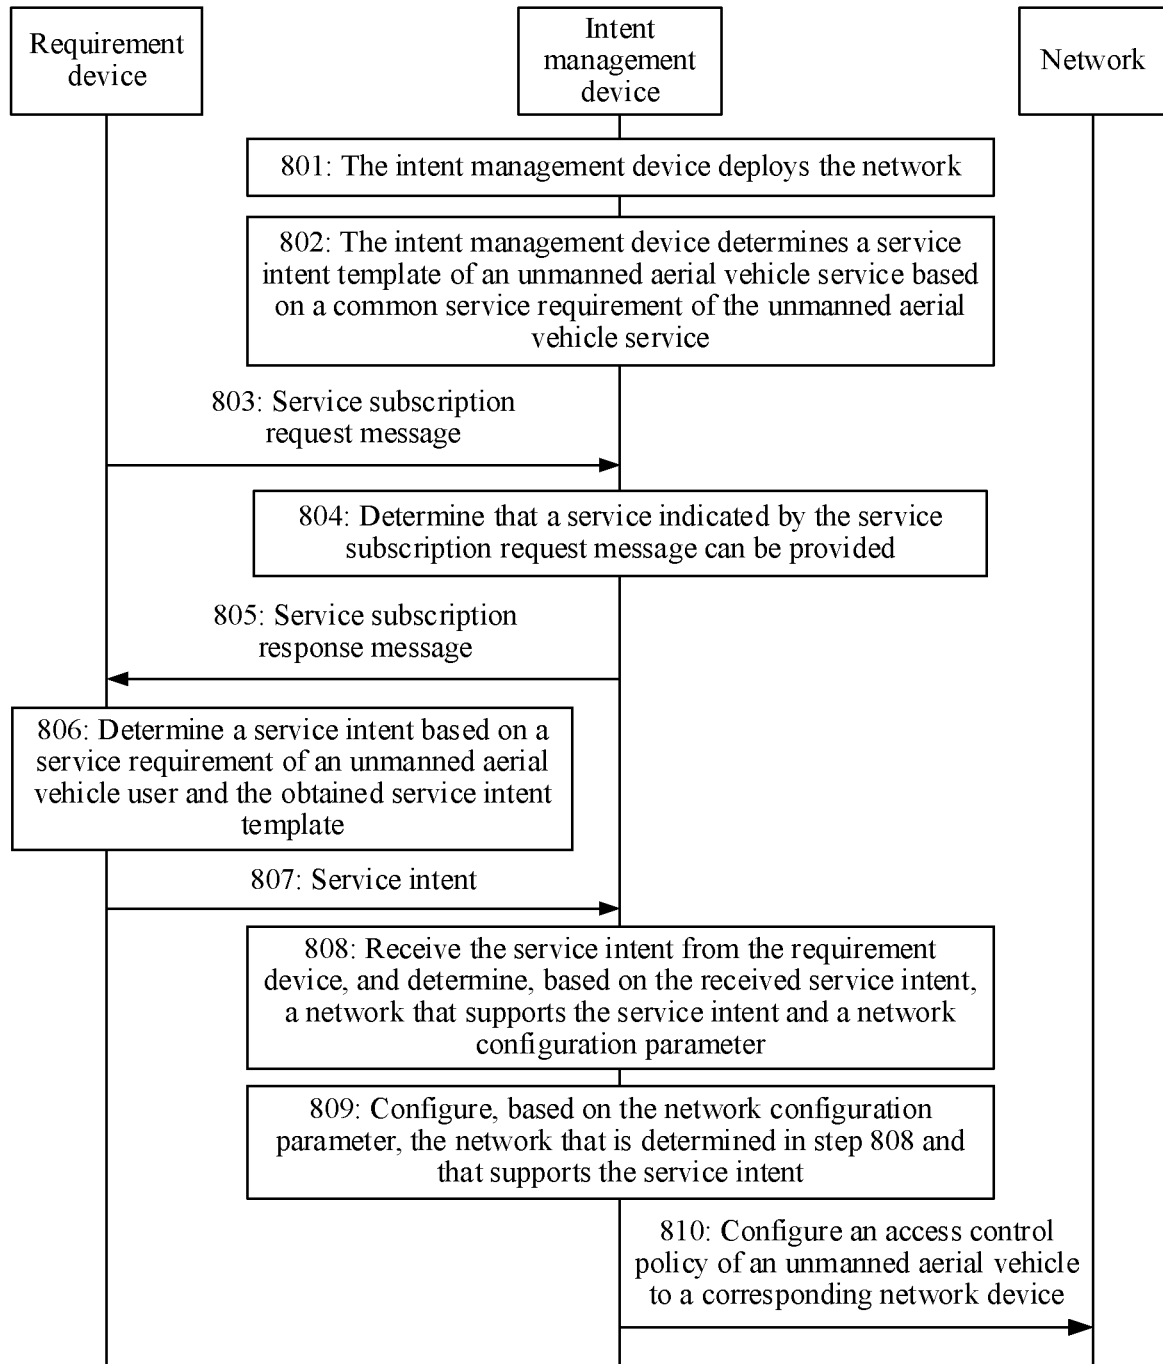 Requirement
device
Intent
management
device
Network
801: The intent management device deploys the network
802: The intent management device determines a service
intent template of an unmanned aerial vehicle service based
on a common service requirement of the unmanned aerial
vehicle service
803: Service subscription
request message
804: Determine that a service indicated by the service
subscription request message can be provided
805: Service subscription
response message
806: Determine a service intent based on a
service requirement of an unmanned aerial
vehicle user and the obtained service intent
template
807: Service intent
808: Receive the service intent from the requirement
device, and determine, based on the received service intent,
a network that supports the service intent and a network
configuration parameter
809: Configure, based on the network configuration
parameter, the network that is determined in step 808 and
that supports the service intent
810: Configure an access control
policy of an unmanned aerial vehicle
to a corresponding network device